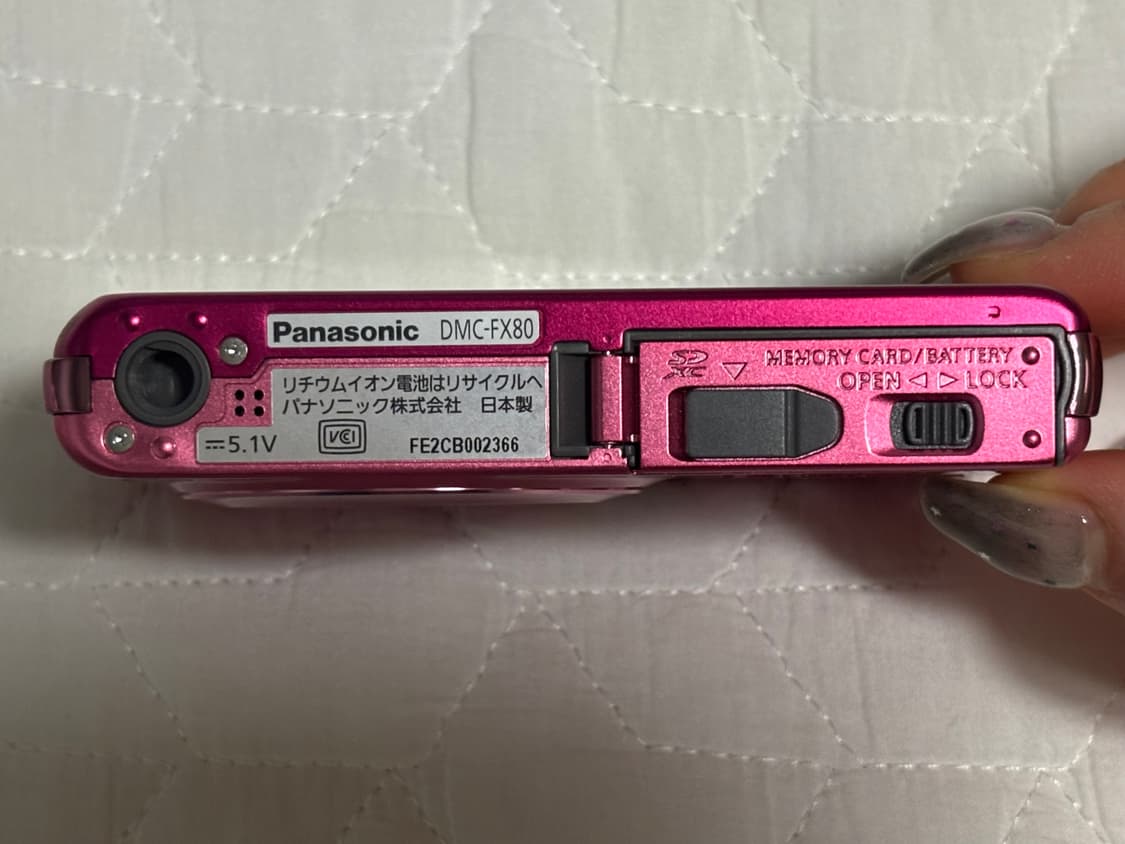 Panasonic DMC-FX80
リチウムイオン電池はリサイクルへ
パナソニック株式会社 日本製
⎓5.1V VCI FE2CB002366
SD XC MEMORY CARD/BATTERY
OPEN ◁ ▷ LOCK